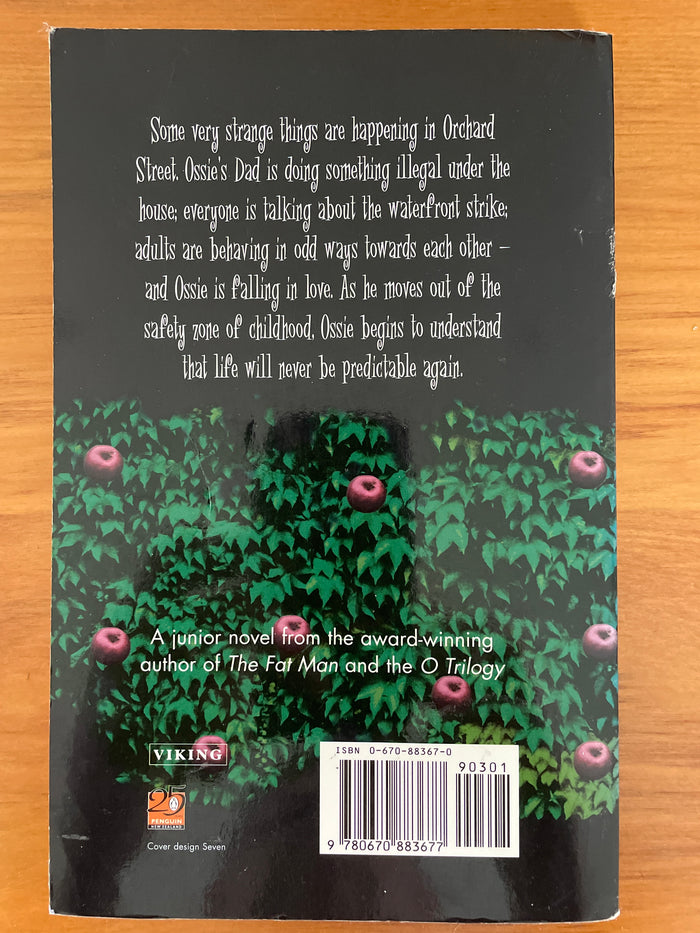 Some very strange things are happening in Orchard
Street. Ossie's Dad is doing something illegal under the
house; everyone is talking about the waterfront strike;
adults are behaving in odd ways towards each other –
and Ossie is falling in love. As he moves out of the
safety zone of childhood, Ossie begins to understand
that life will never be predictable again.
A junior novel from the award-winning
author of The Fat Man and the O Trilogy
VIKING
25
PENGUIN
NEW ZEALAND
Cover design Seven
ISBN 0-670-88367-0
90301
9 780670 883677